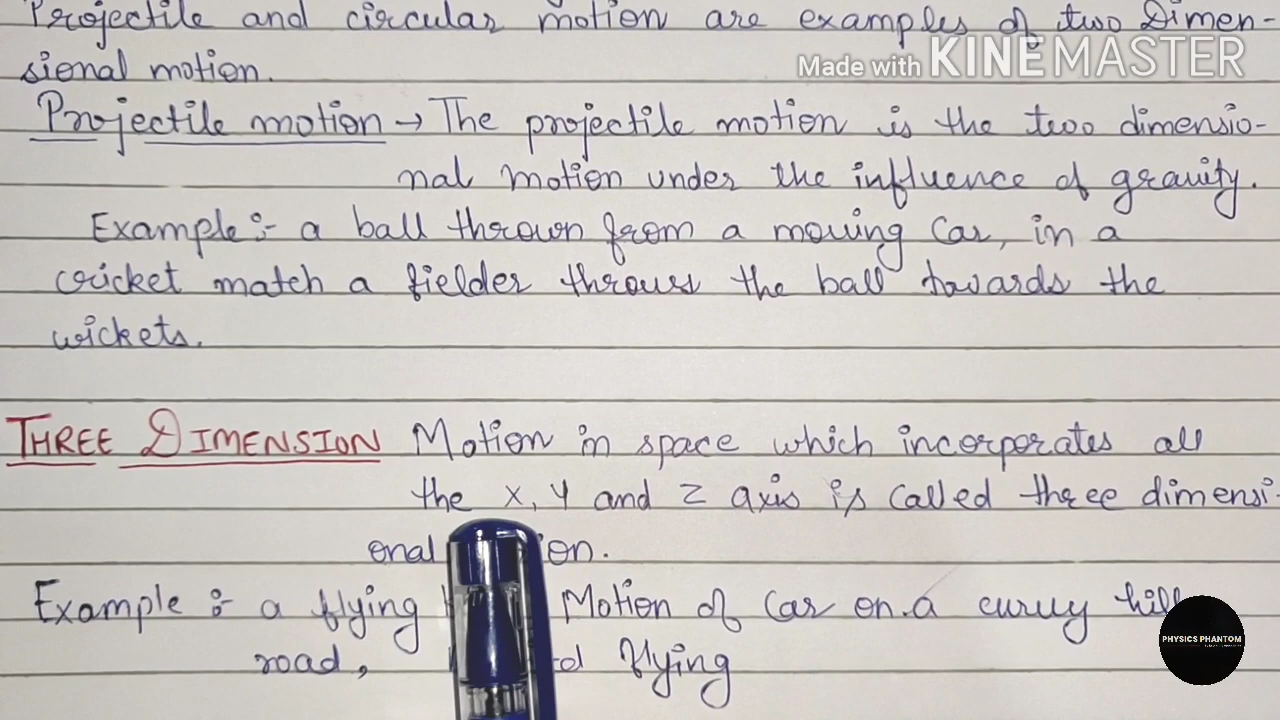 Projectile and circular motion are examples of two Dimen-
sional motion.
Made with KINEMASTER
Projectile motion → The projectile motion is the two dimensio-
nal motion under the influence of gravity.
Example :- a ball thrown from a moving Car, in a
cricket match a fielder throws the ball towards the
wickets.
THREE DIMENSION Motion in space which incorporates all
the X, Y and Z axis is called three dimensi-
onal on.
Example :- a flying Motion of Car on a curvy hill
PHYSICS PHANTOM
road, flying